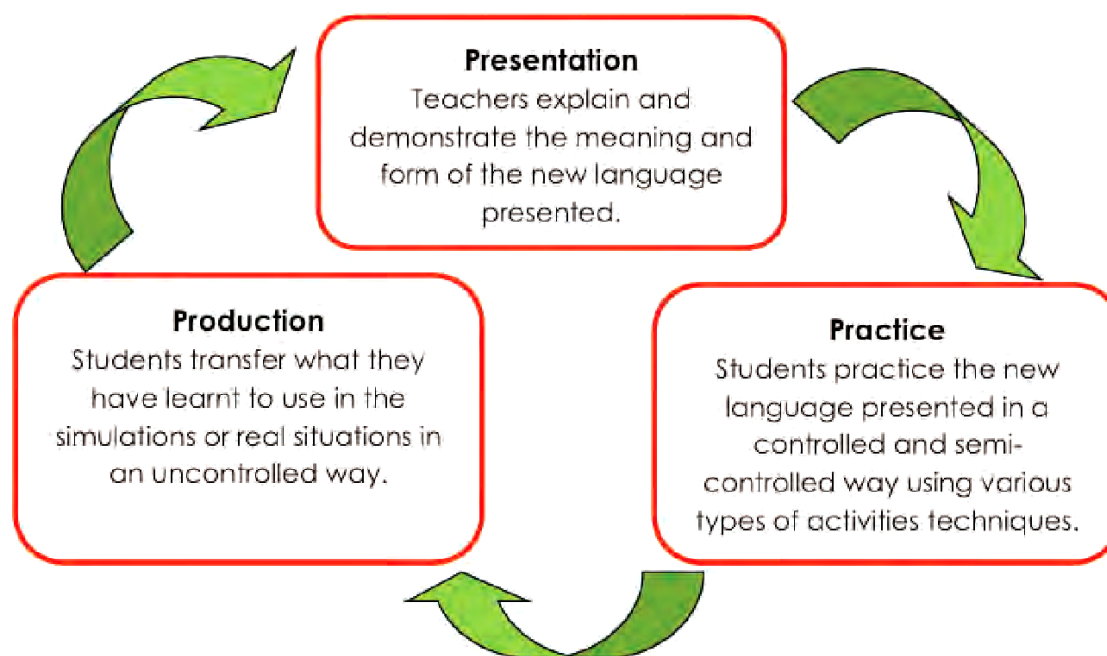 Presentation
Teachers explain and
demonstrate the meaning and
form of the new language
presented.
Production
Students transfer what they
have learnt to use in the
simulations or real situations in
an uncontrolled way.
Practice
Students practice the new
language presented in a
controlled and semi-
controlled way using various
types of activities techniques.